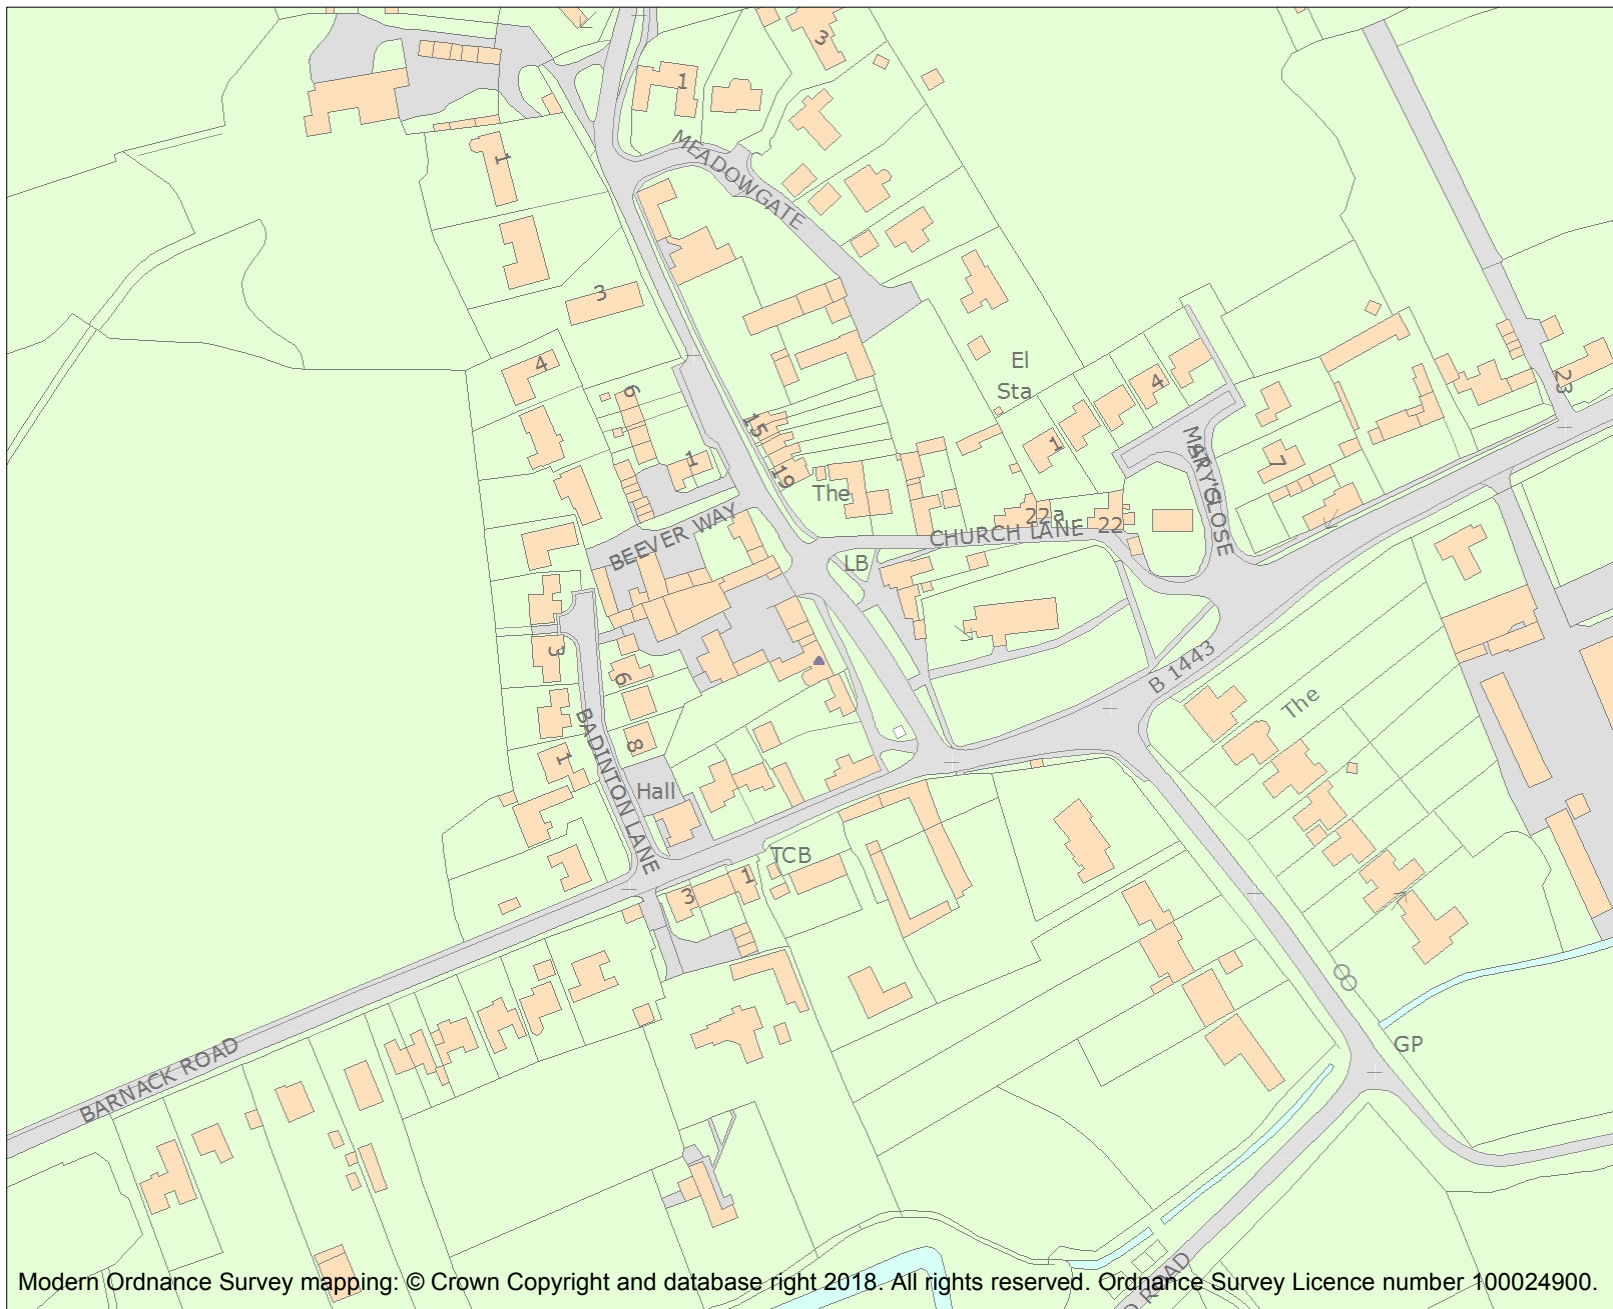 3
1
MEADOWGATE
1
3
El
Sta
4
6
4
23
15
1
MARY'S
CLOSE
1
7
19
The
BEEVER WAY
22a
22
CHURCH LANE
LB
3
6
B 1443
The
BADINTON LANE
8
1
Hall
TCB
1
3
GP
BARNACK ROAD
ROAD
Modern Ordnance Survey mapping: © Crown Copyright and database right 2018. All rights reserved. Ordnance Survey Licence number 100024900.